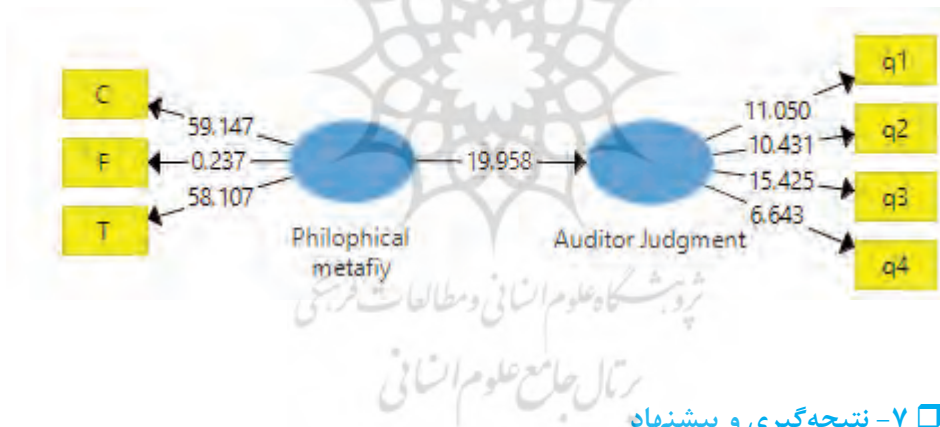 C
F
T
59.147
0.237
58.107
Philophical
metafiy
19.958
Auditor Judgment
11.050
10.431
15.425
6.643
q1
q2
q3
q4
پژوهشگاه علوم انسانی و مطالعات فرهنگی
پرتال جامع علوم انسانی
۷- نتیجه‌گیری و پیشنهاد